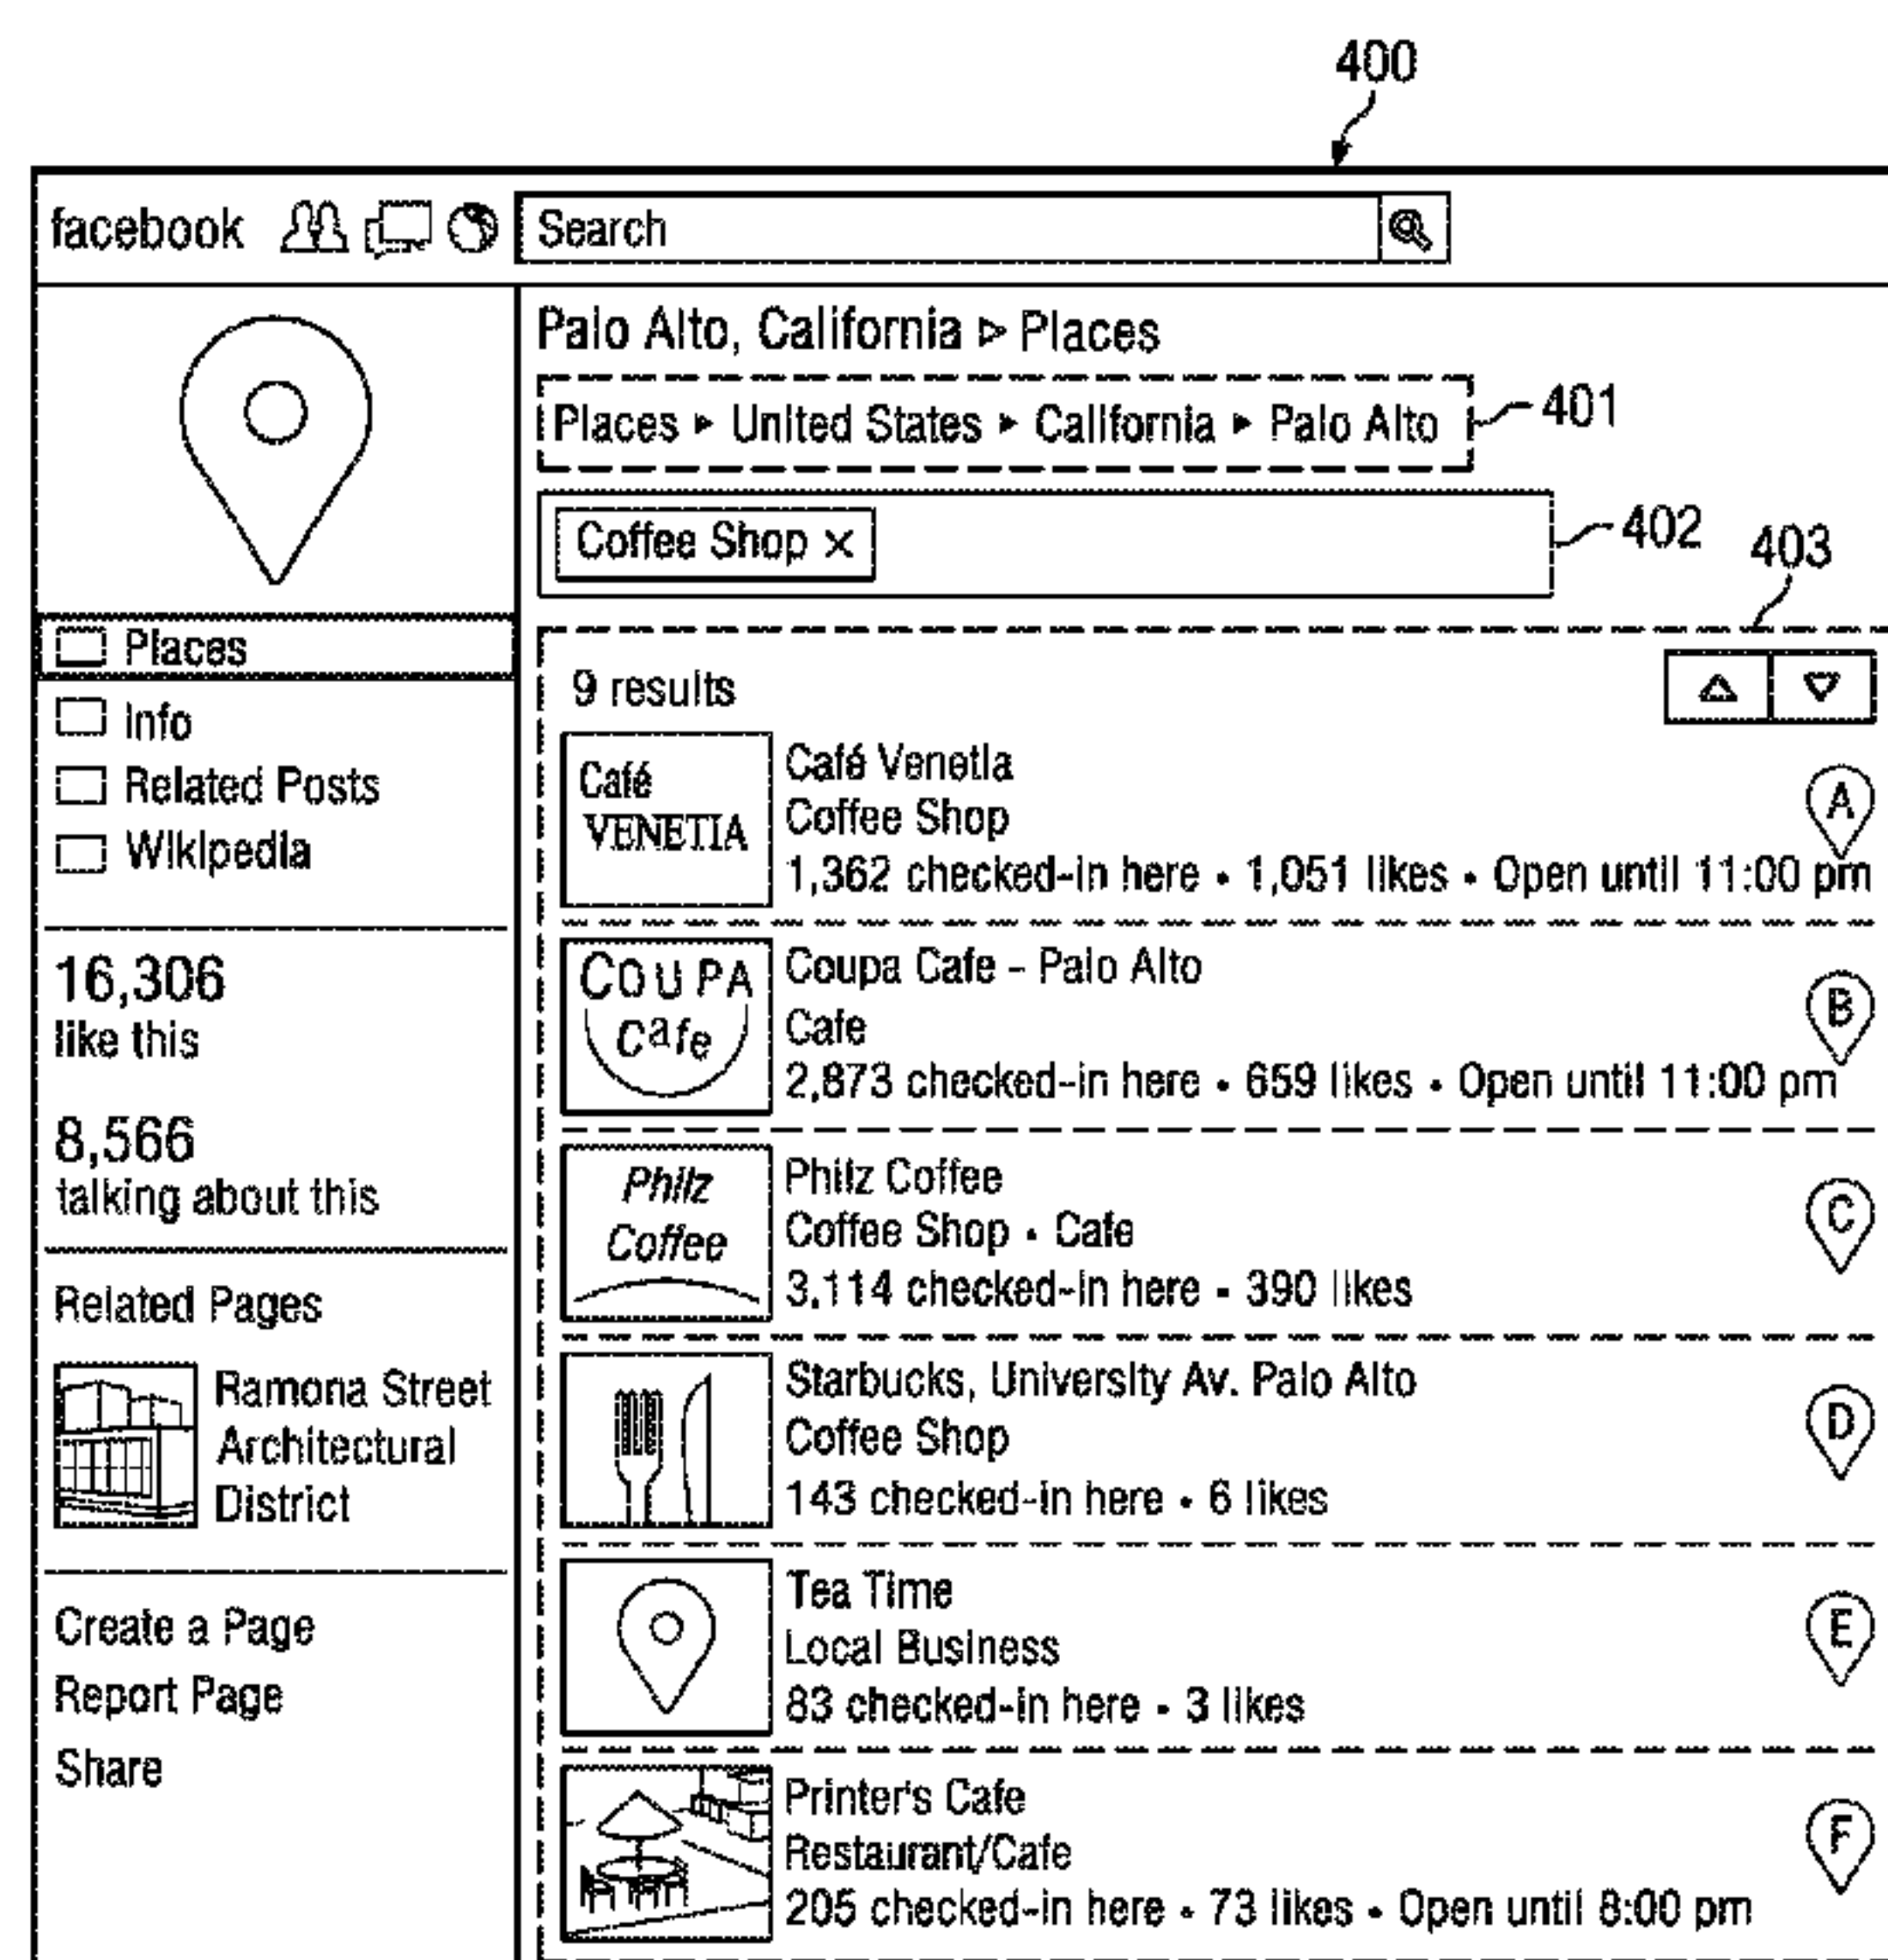 400
facebook Search
Palo Alto, California ▷ Places
Places ▸ United States ▸ California ▸ Palo Alto 401
Coffee Shop × 402
403
Places
Info
Related Posts
Wikipedia
16,306
like this
8,566
talking about this
Related Pages
Ramona Street
Architectural
District
Create a Page
Report Page
Share
9 results
Café
VENETIA
Café Venetia
Coffee Shop
1,362 checked-in here • 1,051 likes • Open until 11:00 pm
A
COUPA
Cafe
Coupa Cafe - Palo Alto
Cafe
2,873 checked-in here • 659 likes • Open until 11:00 pm
B
Philz
Coffee
Philz Coffee
Coffee Shop • Cafe
3,114 checked-in here • 390 likes
C
Starbucks, University Av. Palo Alto
Coffee Shop
143 checked-in here • 6 likes
D
Tea Time
Local Business
83 checked-in here • 3 likes
E
Printer's Cafe
Restaurant/Cafe
205 checked-in here • 73 likes • Open until 8:00 pm
F